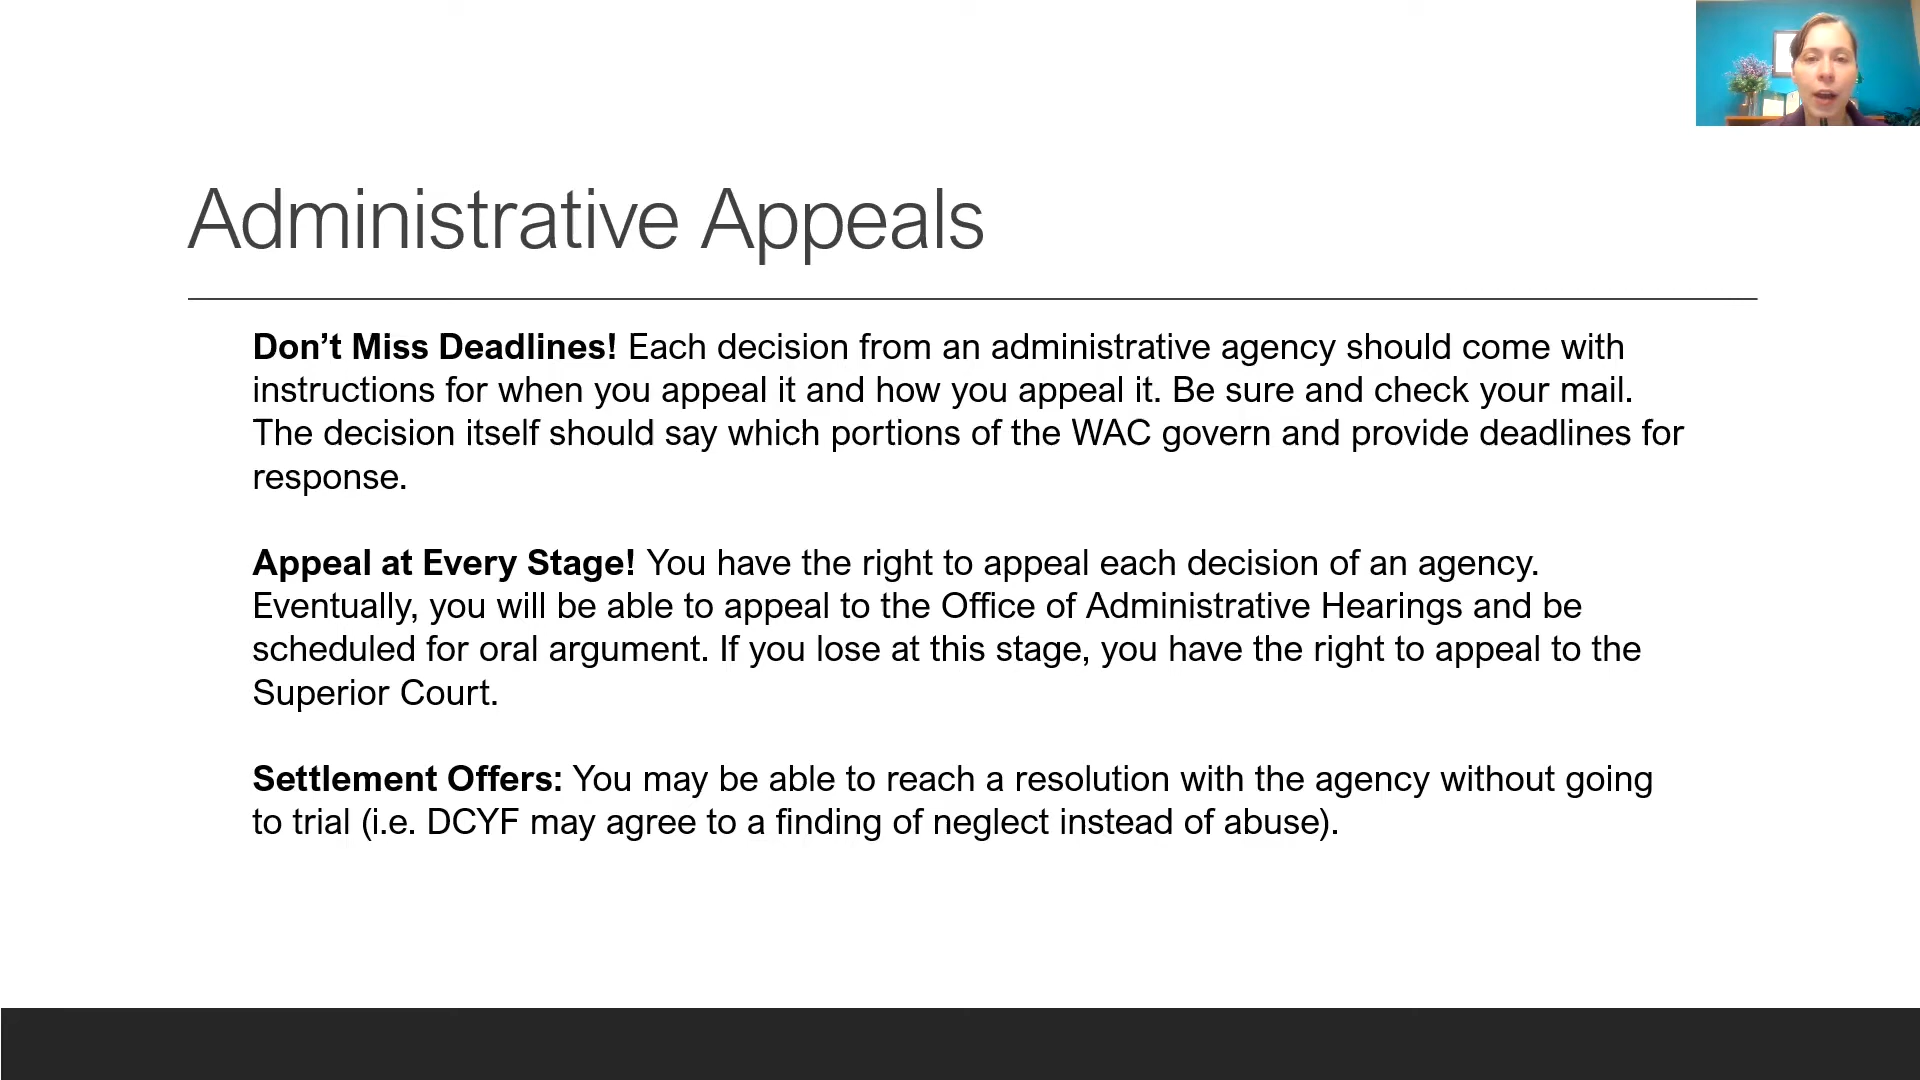 Administrative Appeals
Don’t Miss Deadlines! Each decision from an administrative agency should come with
instructions for when you appeal it and how you appeal it. Be sure and check your mail.
The decision itself should say which portions of the WAC govern and provide deadlines for
response.
Appeal at Every Stage! You have the right to appeal each decision of an agency.
Eventually, you will be able to appeal to the Office of Administrative Hearings and be
scheduled for oral argument. If you lose at this stage, you have the right to appeal to the
Superior Court.
Settlement Offers: You may be able to reach a resolution with the agency without going
to trial (i.e. DCYF may agree to a finding of neglect instead of abuse).